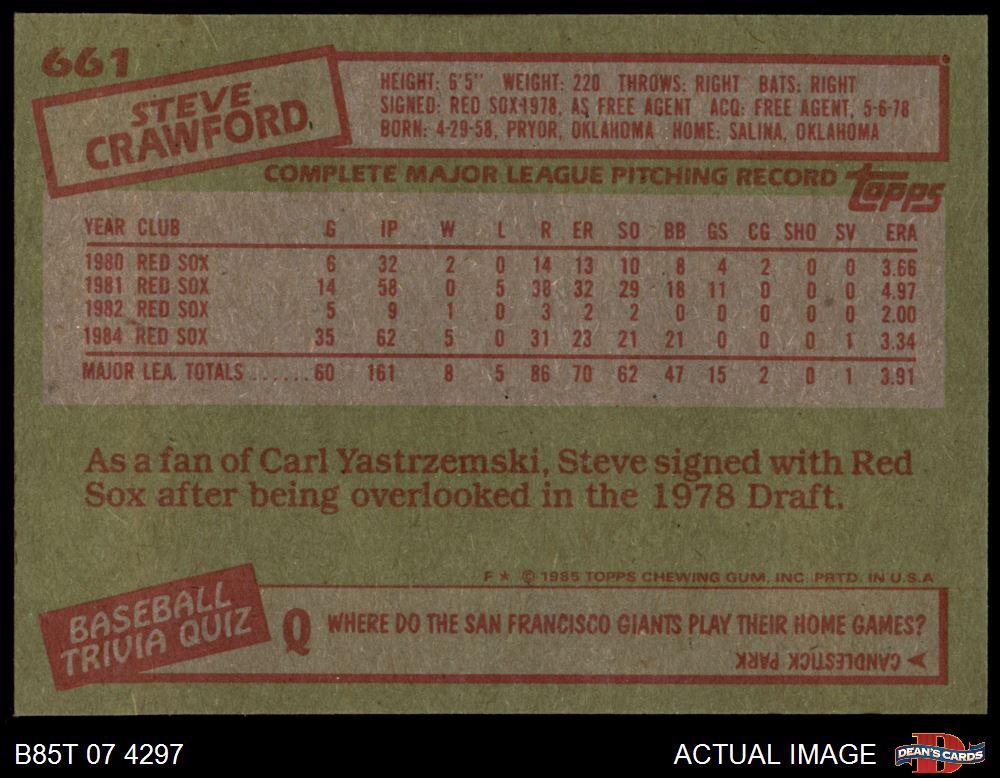 661
STEVE
CRAWFORD
HEIGHT: 6'5" WEIGHT: 220 THROWS: RIGHT BATS: RIGHT
SIGNED: RED SOX-1978, AS FREE AGENT ACQ: FREE AGENT, 5-6-78
BORN: 4-29-58, PRYOR, OKLAHOMA HOME: SALINA, OKLAHOMA
COMPLETE MAJOR LEAGUE PITCHING RECORD
topps
YEAR CLUB G IP W L R ER SO BB GS CG SHO SV ERA
1980 RED SOX 6 32 2 0 14 13 10 8 4 2 0 0 3.66
1981 RED SOX 14 58 0 5 38 32 29 18 11 0 0 0 4.97
1982 RED SOX 5 9 1 0 3 2 2 0 0 0 0 0 2.00
1984 RED SOX 35 62 5 0 31 23 21 21 0 0 0 1 3.34
MAJOR LEA. TOTALS ...... 60 161 8 5 86 70 62 47 15 2 0 1 3.91
As a fan of Carl Yastrzemski, Steve signed with Red
Sox after being overlooked in the 1978 Draft.
F ★ © 1985 TOPPS CHEWING GUM, INC. PRTD. IN U.S.A
BASEBALL
TRIVIA QUIZ
Q WHERE DO THE SAN FRANCISCO GIANTS PLAY THEIR HOME GAMES?
CANDLESTICK PARK
B85T 07 4297
ACTUAL IMAGE
D
DEAN'S CARDS